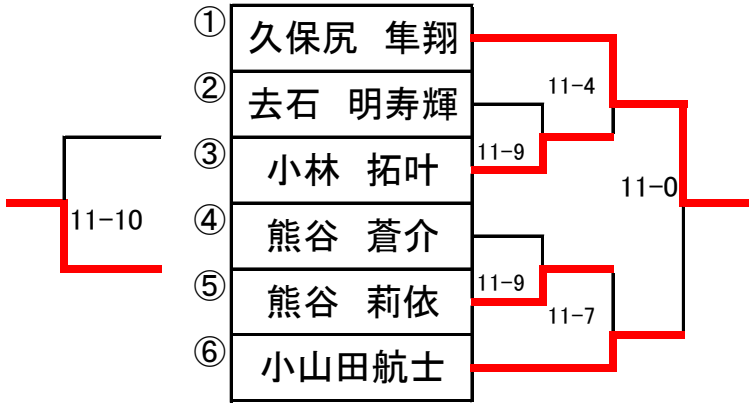 ① 久保尻 隼翔
② 去石 明寿輝
③ 小林 拓叶
④ 熊谷 蒼介
⑤ 熊谷 莉依
⑥ 小山田航士
11-4
11-9
11-0
11-10
11-9
11-7